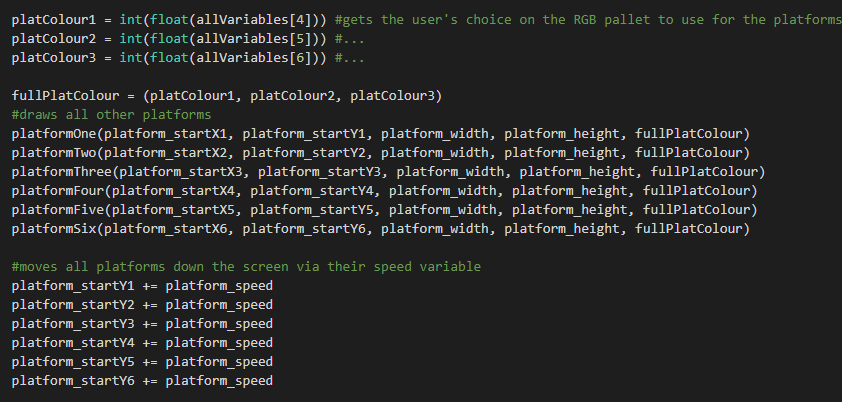 platColour1 = int(float(allVariables[4])) #gets the user's choice on the RGB pallet to use for the platforms
platColour2 = int(float(allVariables[5])) #...
platColour3 = int(float(allVariables[6])) #...
fullPlatColour = (platColour1, platColour2, platColour3)
#draws all other platforms
platformOne(platform_startX1, platform_startY1, platform_width, platform_height, fullPlatColour)
platformTwo(platform_startX2, platform_startY2, platform_width, platform_height, fullPlatColour)
platformThree(platform_startX3, platform_startY3, platform_width, platform_height, fullPlatColour)
platformFour(platform_startX4, platform_startY4, platform_width, platform_height, fullPlatColour)
platformFive(platform_startX5, platform_startY5, platform_width, platform_height, fullPlatColour)
platformSix(platform_startX6, platform_startY6, platform_width, platform_height, fullPlatColour)
#moves all platforms down the screen via their speed variable
platform_startY1 += platform_speed
platform_startY2 += platform_speed
platform_startY3 += platform_speed
platform_startY4 += platform_speed
platform_startY5 += platform_speed
platform_startY6 += platform_speed